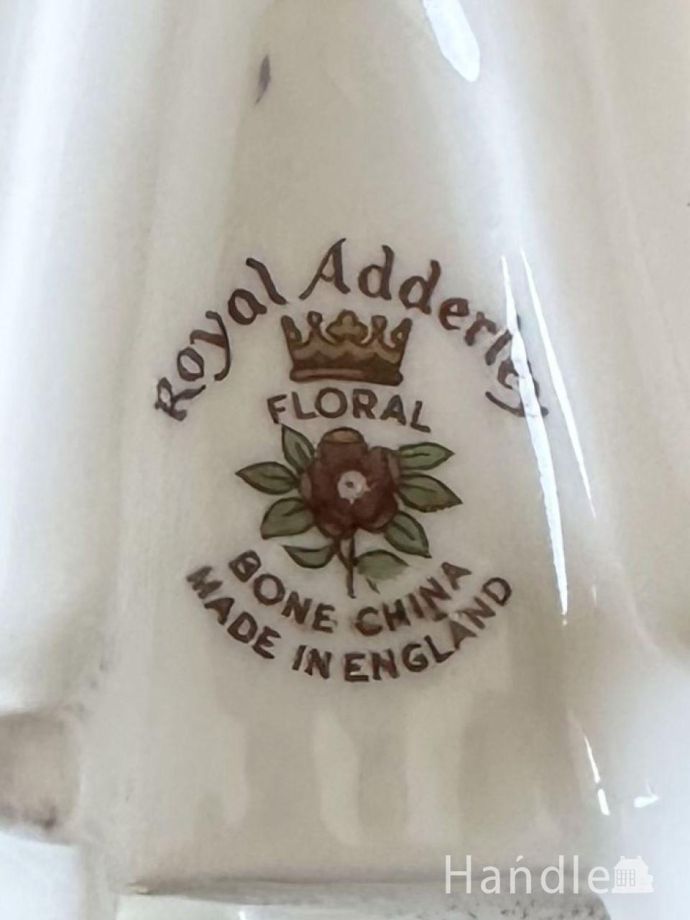 Royal Adderley
FLORAL
BONE CHINA
MADE IN ENGLAND
Handle